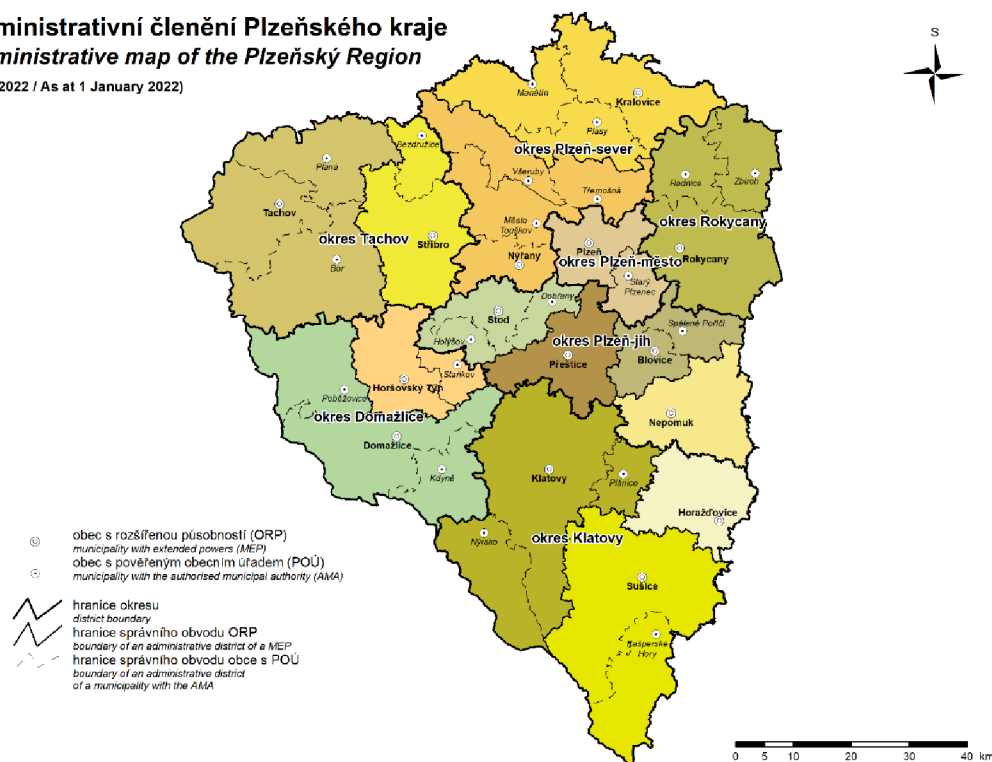 ministrativní členění Plzeňského kraje
ministrative map of the Plzeňský Region
2022 / As at 1 January 2022)
S
Manětín
Kralovice
Plasy
Bezdružice
okres Plzeň-sever
Planá
Všeruby
Radnice
Zbiroh
Třemošná
Tachov
Město
Touškov
okres Rokycany
Stříbro
okres Tachov
Plzeň
Rokycany
Nýřany
okres Plzeň-město
Bor
Starý
Plzenec
Dobřany
Stod
Spálené Poříčí
Holýšov
okres Plzeň-jih
Blovice
Přeštice
Staňkov
Horšovský Týn
Poběžovice
okres Domažlice
Nepomuk
Domažlice
Kdyně
Klatovy
Plánice
Horažďovice
Nýrsko
okres Klatovy
Sušice
Kašperské
Hory
obec s rozšířenou působností (ORP)
municipality with extended powers (MEP)
obec s pověřeným obecním úřadem (POÚ)
municipality with the authorised municipal authority (AMA)
hranice okresu
district boundary
hranice správního obvodu ORP
boundary of an administrative district of a MEP
hranice správního obvodu obce s POÚ
boundary of an administrative district
of a municipality with the AMA
0 5 10 20 30 40 km